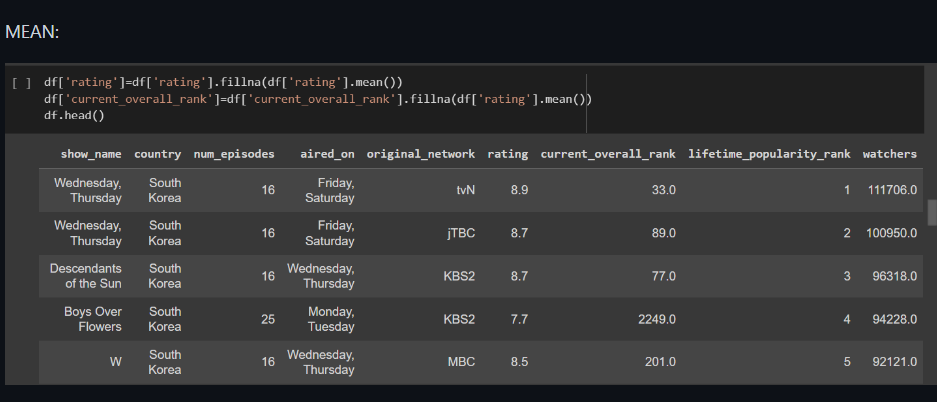 MEAN:
[ ] df['rating']=df['rating'].fillna(df['rating'].mean())
df['current_overall_rank']=df['current_overall_rank'].fillna(df['rating'].mean())
df.head()
show_name country num_episodes aired_on original_network rating current_overall_rank lifetime_popularity_rank watchers
Wednesday, South Friday,
Thursday Korea 16 Saturday tvN 8.9 33.0 1 111706.0
Wednesday, South Friday,
Thursday Korea 16 Saturday jTBC 8.7 89.0 2 100950.0
Descendants South Wednesday,
of the Sun Korea 16 Thursday KBS2 8.7 77.0 3 96318.0
Boys Over South Monday,
Flowers Korea 25 Tuesday KBS2 7.7 2249.0 4 94228.0
South Wednesday,
W Korea 16 Thursday MBC 8.5 201.0 5 92121.0